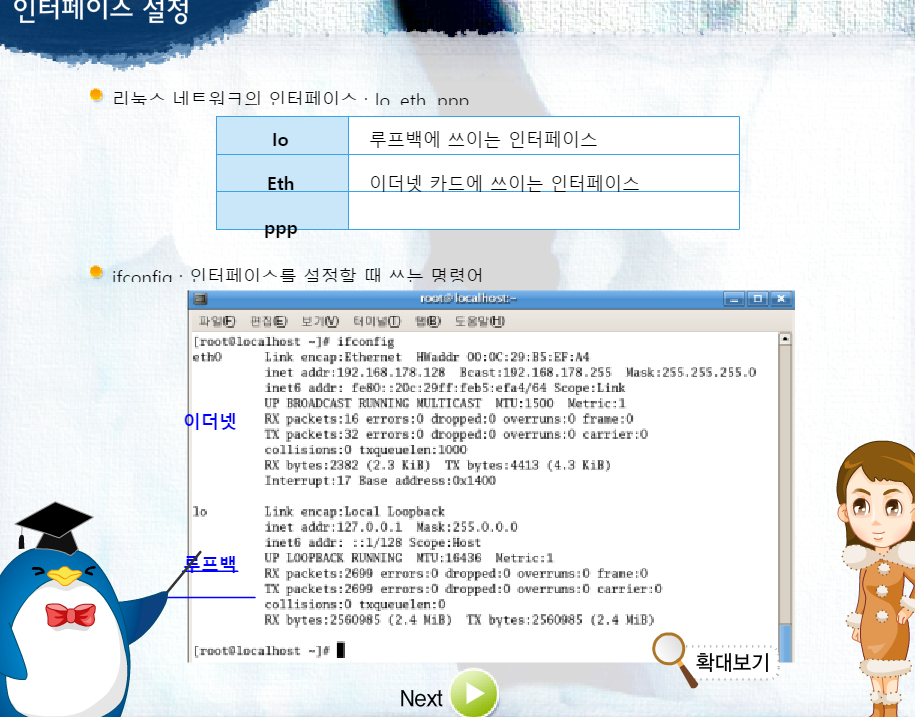 인터페이스 설정
리눅스 네트워크의 인터페이스 : lo, eth, ppp
lo 루프백에 쓰이는 인터페이스
Eth 이더넷 카드에 쓰이는 인터페이스
ppp
ifconfig : 인터페이스를 설정할 때 쓰는 명령어
root@localhost:~
파일(F) 편집(E) 보기(V) 터미널(T) 탭(B) 도움말(H)
[root@localhost ~]# ifconfig
eth0 Link encap:Ethernet HWaddr 00:0C:29:B5:EF:A4
inet addr:192.168.178.128 Bcast:192.168.178.255 Mask:255.255.255.0
inet6 addr: fe80::20c:29ff:feb5:efa4/64 Scope:Link
UP BROADCAST RUNNING MULTICAST MTU:1500 Metric:1
이더넷 RX packets:16 errors:0 dropped:0 overruns:0 frame:0
TX packets:32 errors:0 dropped:0 overruns:0 carrier:0
collisions:0 txqueuelen:1000
RX bytes:2382 (2.3 KiB) TX bytes:4413 (4.3 KiB)
Interrupt:17 Base address:0x1400
lo Link encap:Local Loopback
inet addr:127.0.0.1 Mask:255.0.0.0
inet6 addr: ::1/128 Scope:Host
UP LOOPBACK RUNNING MTU:16436 Metric:1
루프백 RX packets:2699 errors:0 dropped:0 overruns:0 frame:0
TX packets:2699 errors:0 dropped:0 overruns:0 carrier:0
collisions:0 txqueuelen:0
RX bytes:2560985 (2.4 MiB) TX bytes:2560985 (2.4 MiB)
[root@localhost ~]#
확대보기
Next